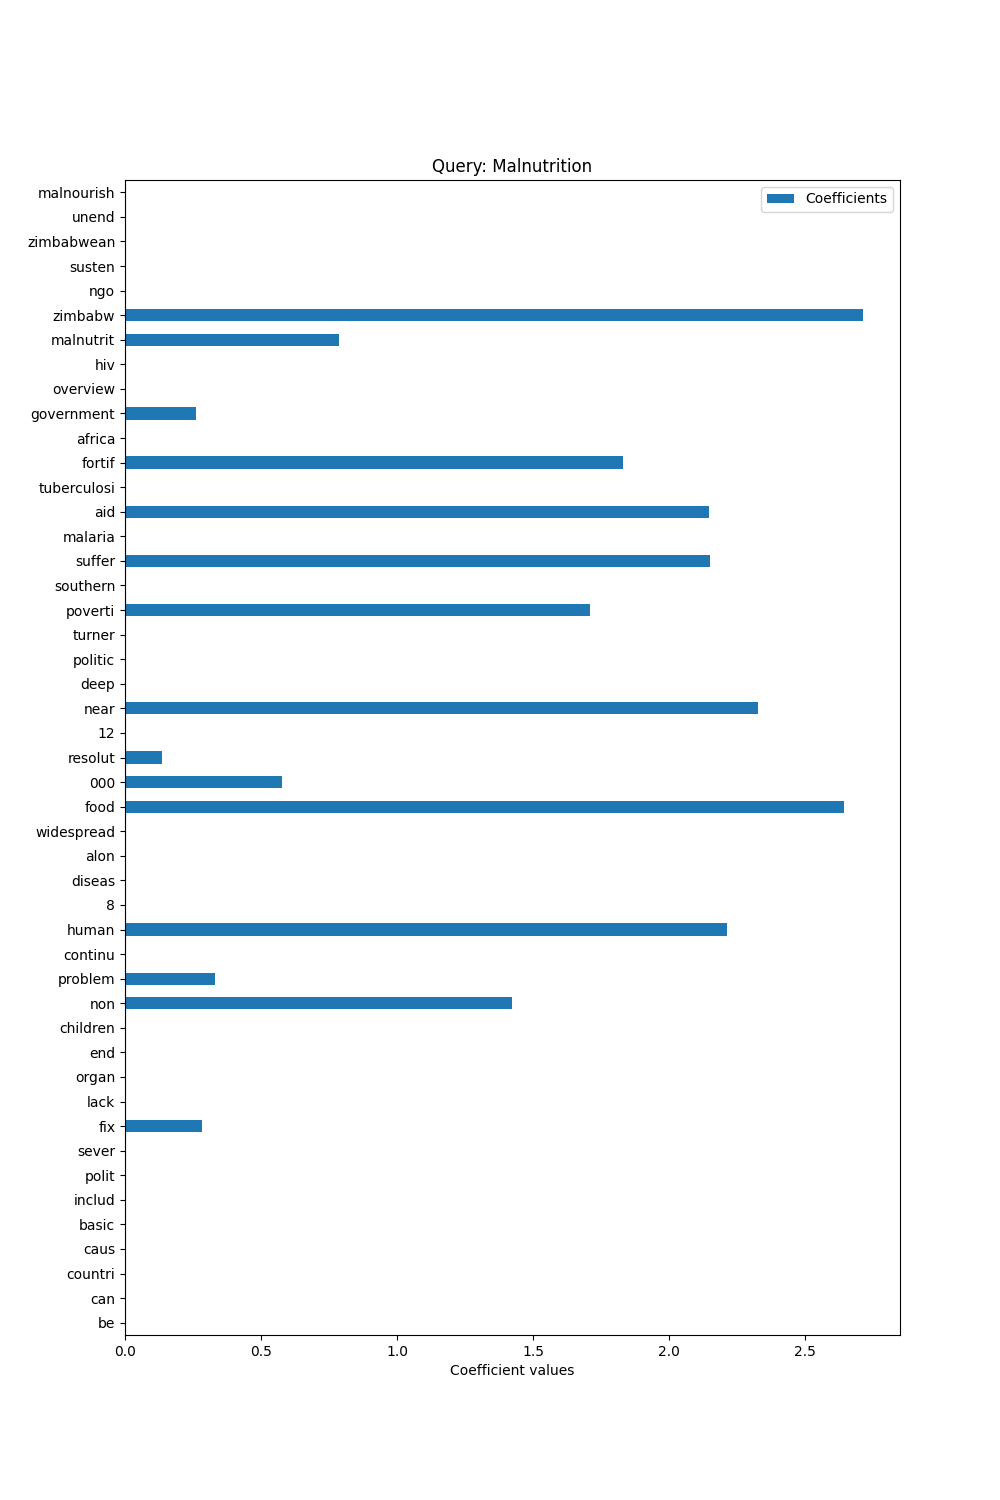 Query: Malnutrition
Coefficients
malnourish
unend
zimbabwean
susten
ngo
zimbabw
malnutrit
hiv
overview
government
africa
fortif
tuberculosi
aid
malaria
suffer
southern
poverti
turner
politic
deep
near
12
resolut
000
food
widespread
alon
diseas
8
human
continu
problem
non
children
end
organ
lack
fix
sever
polit
includ
basic
caus
countri
can
be
0.0 0.5 1.0 1.5 2.0 2.5
Coefficient values